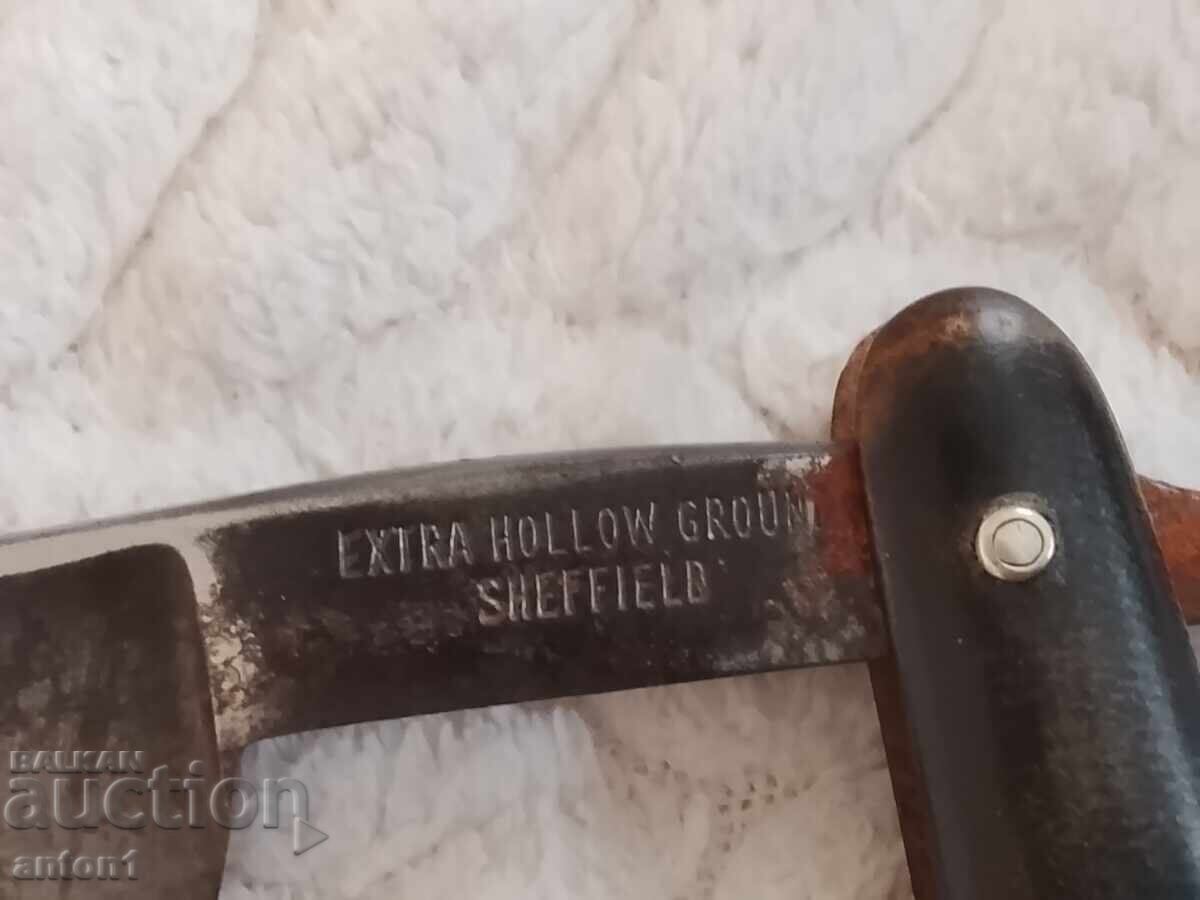 EXTRA HOLLOW GROUN
SHEFFIELD
BALKAN
auction
anton1